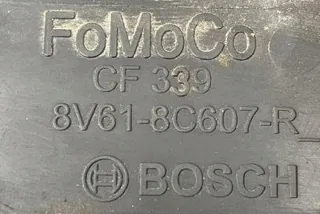 FoMoCo
CF 339
8V61-8C607-R
BOSCH